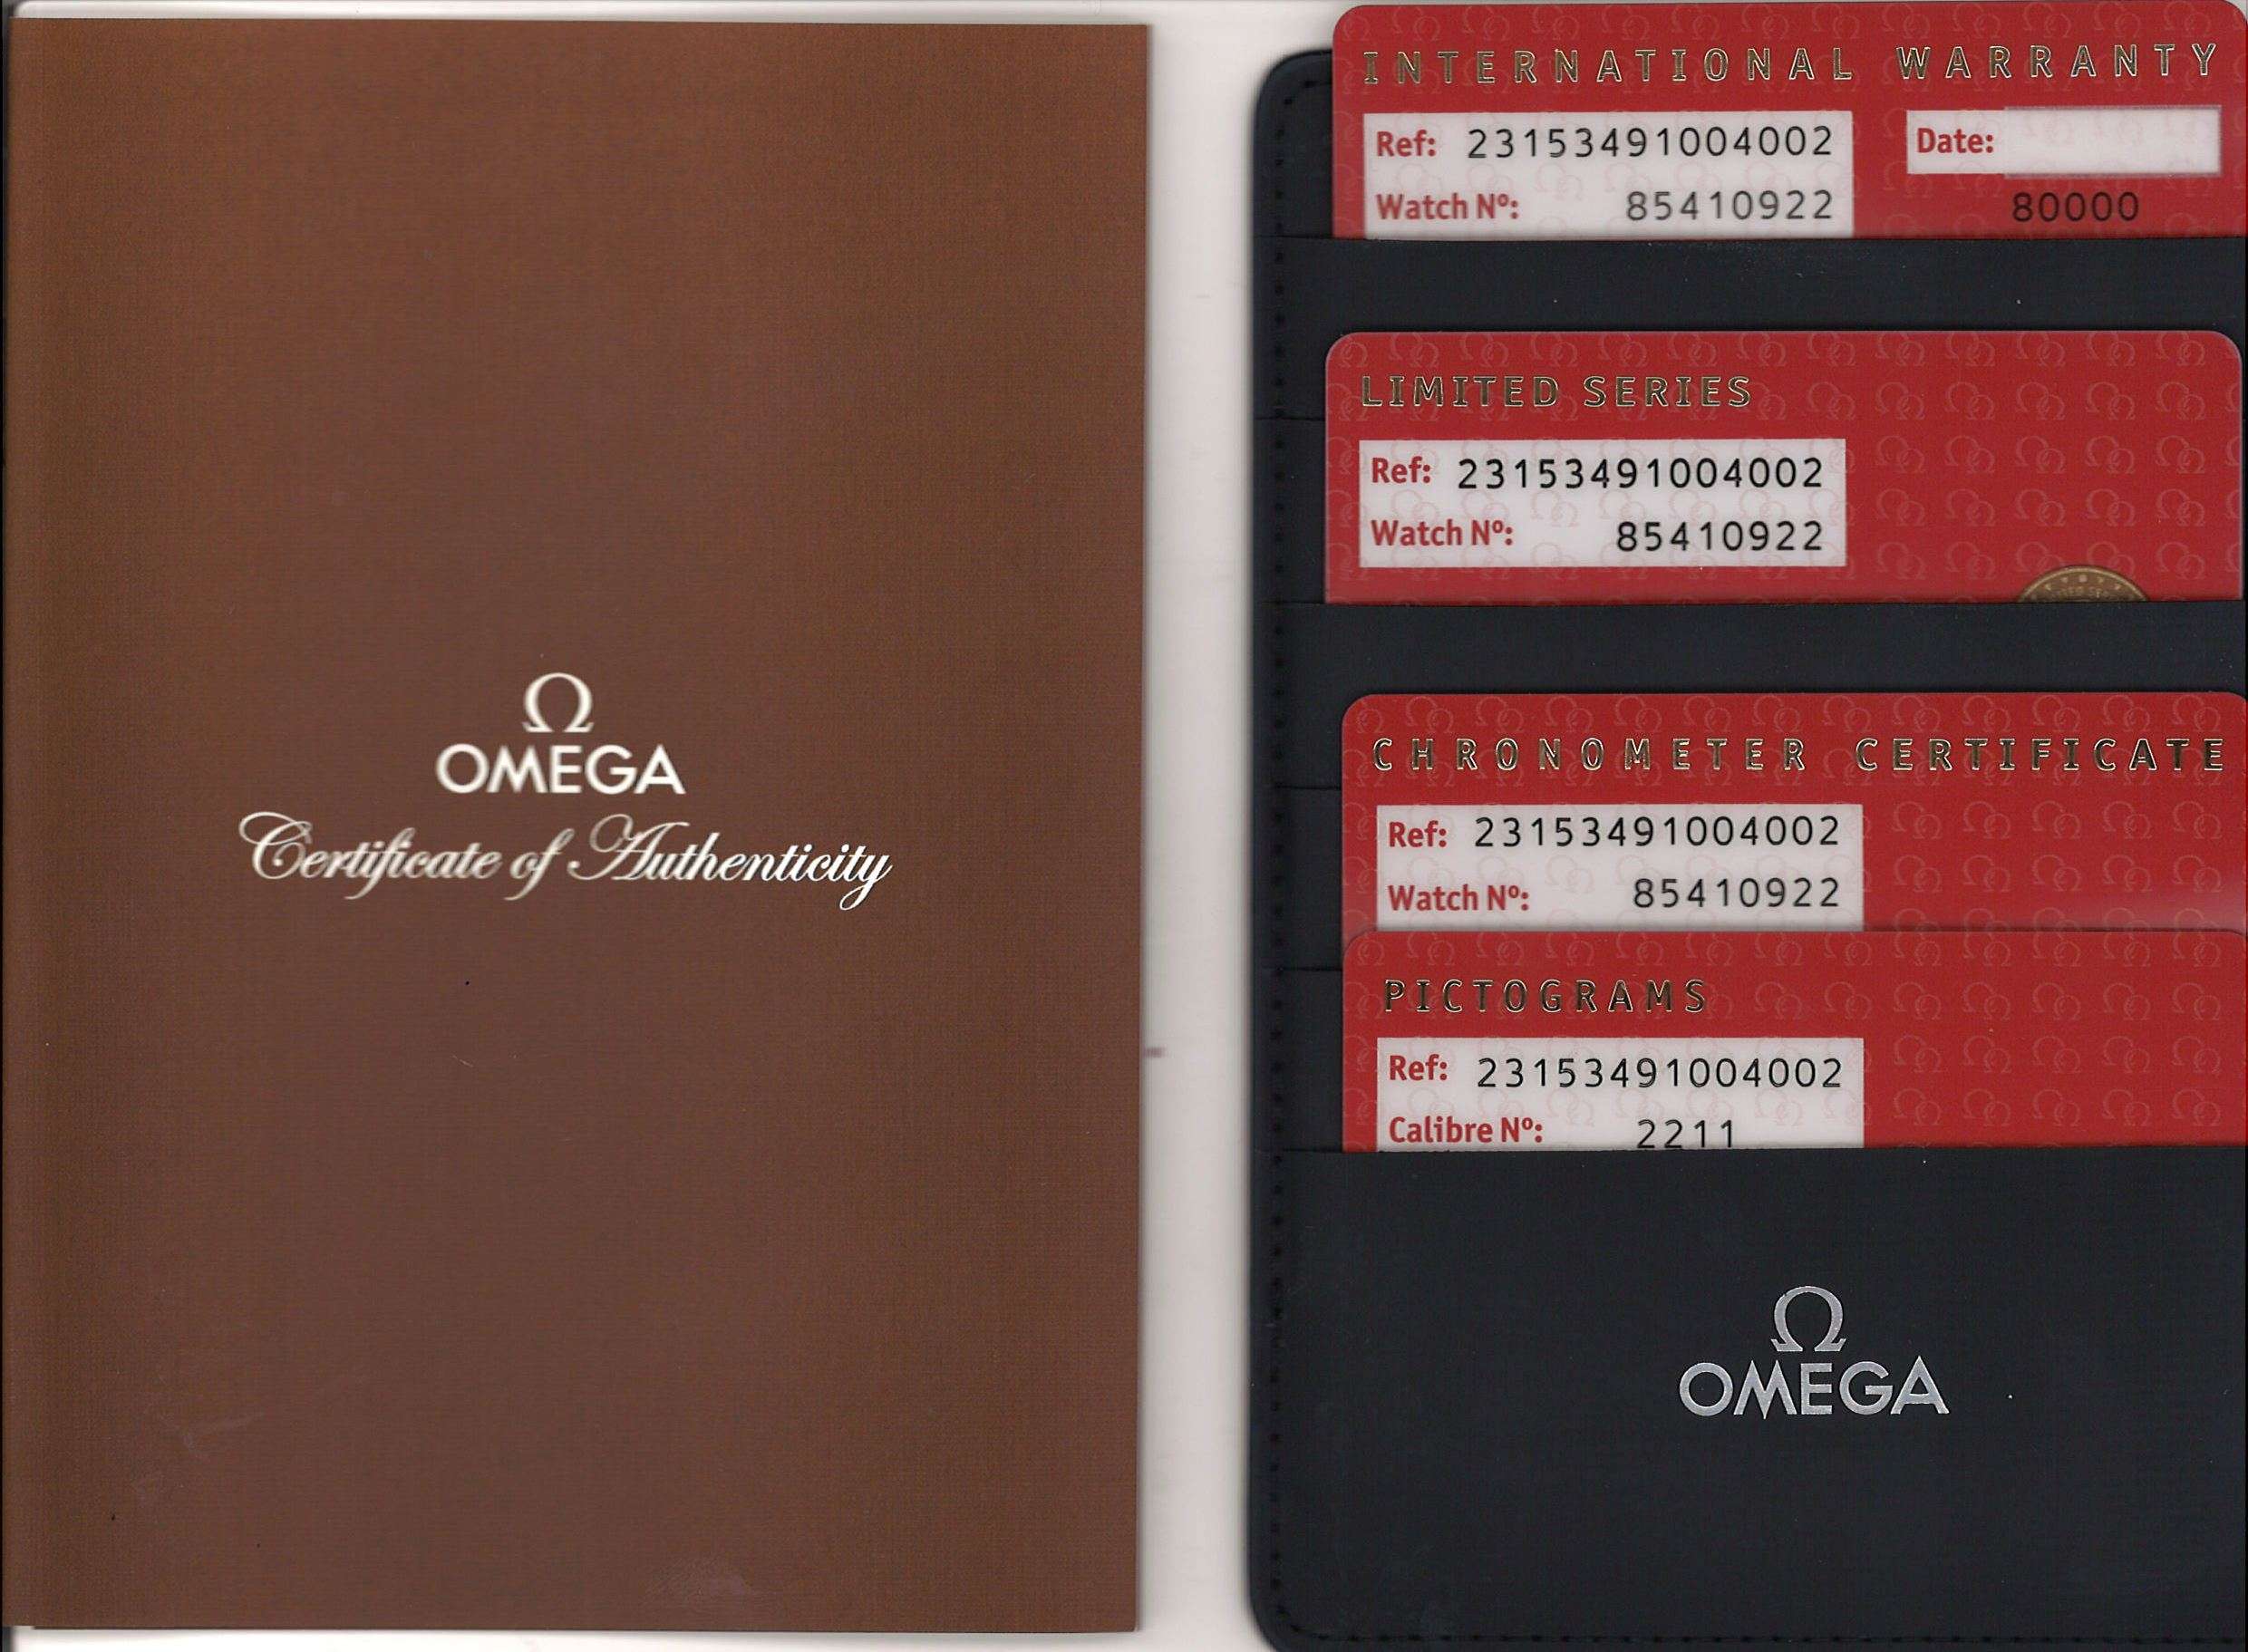 Ω
OMEGA
Certificate of Authenticity
INTERNATIONAL WARRANTY
Ref: 23153491004002
Date:
Watch Nº: 85410922
80000
LIMITED SERIES
Ref: 23153491004002
Watch Nº: 85410922
CHRONOMETER CERTIFICATE
Ref: 23153491004002
Watch Nº: 85410922
PICTOGRAMS
Ref: 23153491004002
Calibre Nº: 2211
Ω
OMEGA